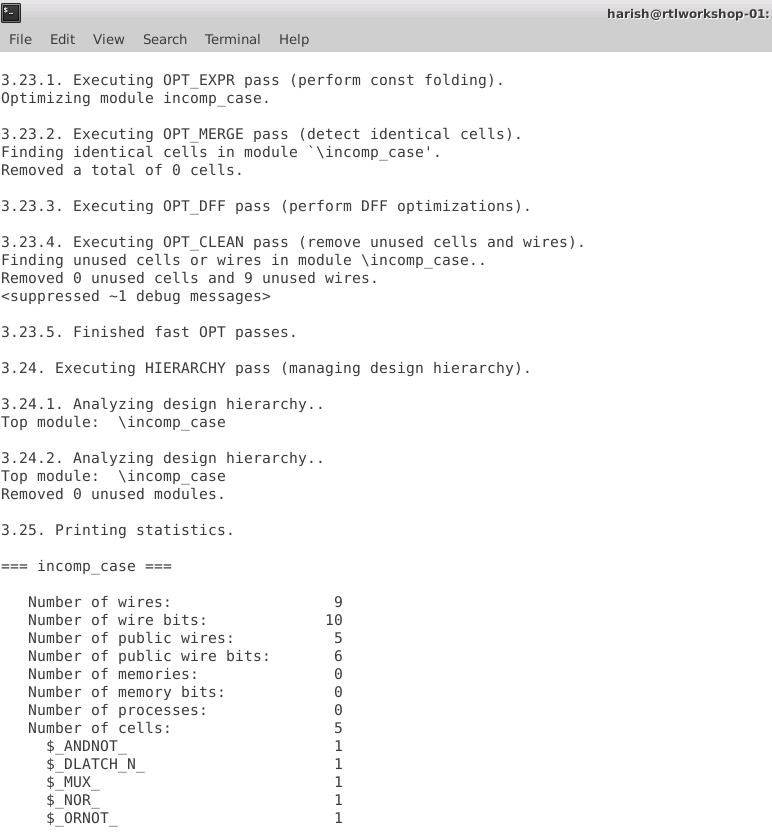 harish@rtlworkshop-01:
File Edit View Search Terminal Help
3.23.1. Executing OPT_EXPR pass (perform const folding).
Optimizing module incomp_case.
3.23.2. Executing OPT_MERGE pass (detect identical cells).
Finding identical cells in module `\incomp_case'.
Removed a total of 0 cells.
3.23.3. Executing OPT_DFF pass (perform DFF optimizations).
3.23.4. Executing OPT_CLEAN pass (remove unused cells and wires).
Finding unused cells or wires in module \incomp_case..
Removed 0 unused cells and 9 unused wires.
<suppressed ~1 debug messages>
3.23.5. Finished fast OPT passes.
3.24. Executing HIERARCHY pass (managing design hierarchy).
3.24.1. Analyzing design hierarchy..
Top module:  \incomp_case
3.24.2. Analyzing design hierarchy..
Top module:  \incomp_case
Removed 0 unused modules.
3.25. Printing statistics.
=== incomp_case ===
Number of wires: 9
Number of wire bits: 10
Number of public wires: 5
Number of public wire bits: 6
Number of memories: 0
Number of memory bits: 0
Number of processes: 0
Number of cells: 5
$_ANDNOT_ 1
$_DLATCH_N_ 1
$_MUX_ 1
$_NOR_ 1
$_ORNOT_ 1